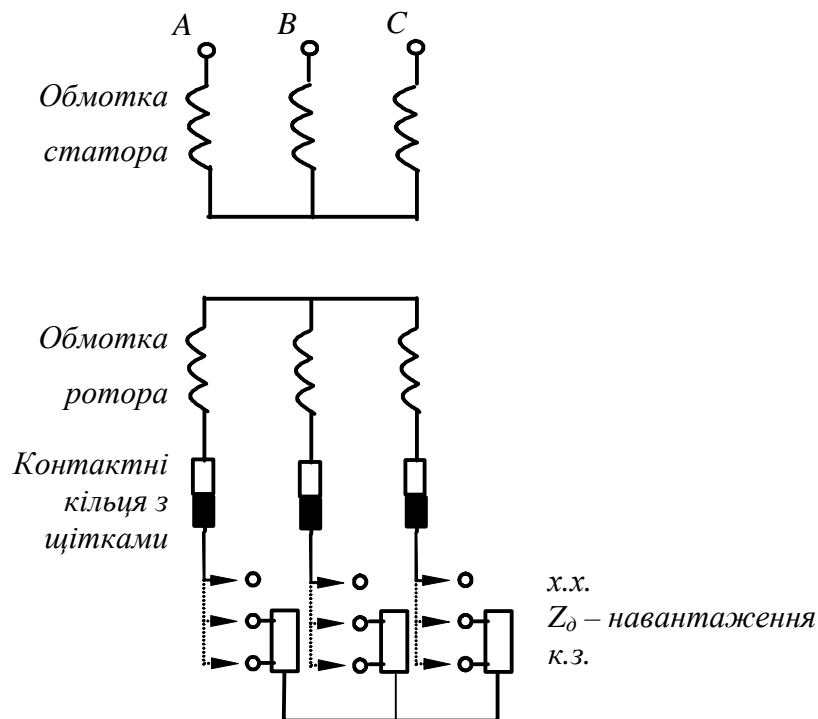 A B C
Обмотка
статора
Обмотка
ротора
Контактні
кільця з
щітками
х.х.
Zд – навантаження
к.з.